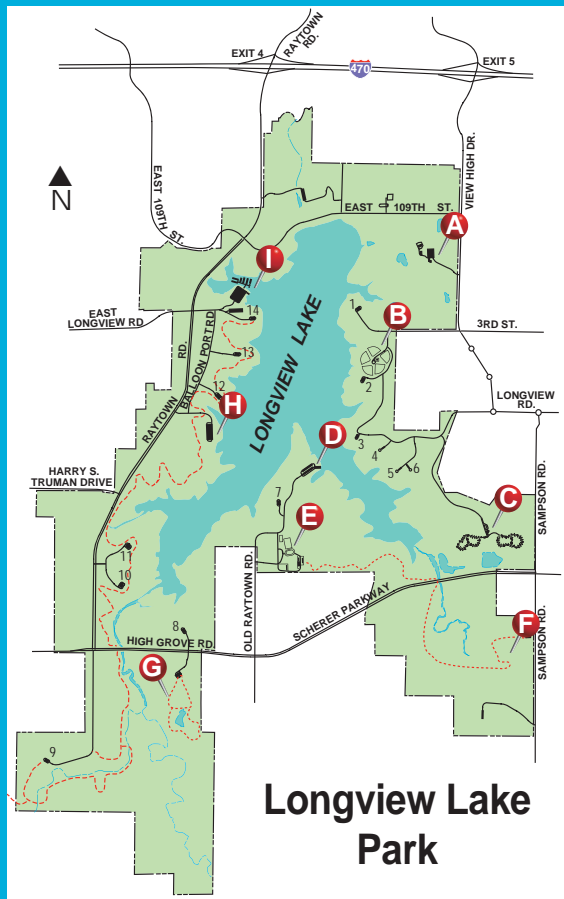 EXIT 4
RAYTOWN
RD.
EXIT 5
470
N
EAST 109TH ST.
VIEW HIGH DR.
EAST 109TH ST.
A
I
EAST
LONGVIEW RD
14
1
B
3RD ST.
RAYTOWN RD.
BALLOON PORT RD
13
LONGVIEW LAKE
2
12
LONGVIEW
RD.
H
D
3
4
5
6
HARRY S.
TRUMAN DRIVE
7
C
SAMPSON RD.
E
11
10
OLD RAYTOWN RD.
SCHERER PARKWAY
8
HIGH GROVE RD.
F
SAMPSON RD.
G
9
Longview Lake
Park